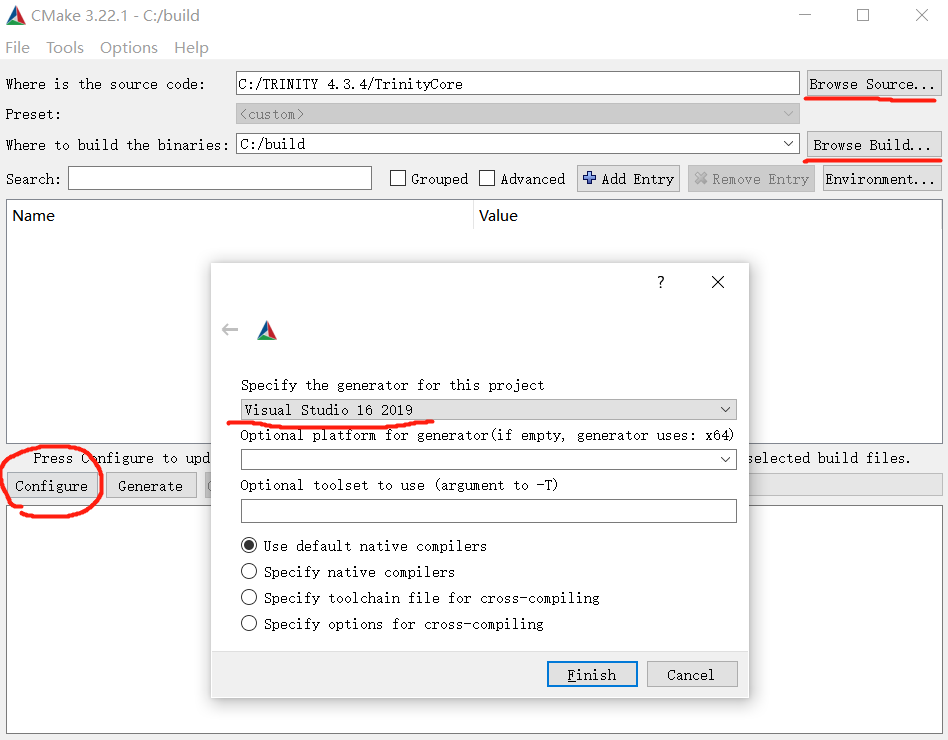 CMake 3.22.1 - C:/build
File Tools Options Help
Where is the source code: C:/TRINITY 4.3.4/TrinityCore Browse Source...
Preset: <custom>
Where to build the binaries: C:/build Browse Build...
Search: Grouped Advanced Add Entry Remove Entry Environment...
Name Value
?
Specify the generator for this project
Visual Studio 16 2019
Optional platform for generator(if empty, generator uses: x64)
Press Configure to upd selected build files.
Configure Generate
Optional toolset to use (argument to -T)
Use default native compilers
Specify native compilers
Specify toolchain file for cross-compiling
Specify options for cross-compiling
Finish Cancel